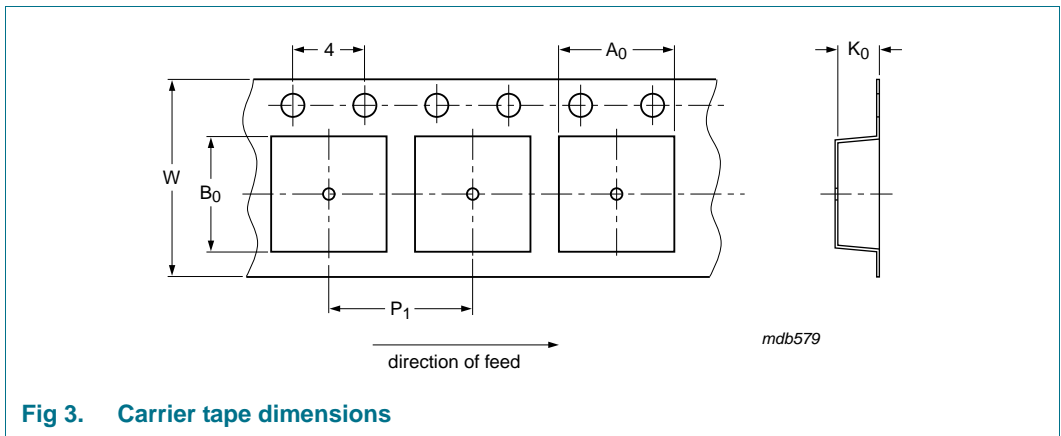 4
A0
K0
W
B0
P1
direction of feed
mdb579
Fig 3. Carrier tape dimensions